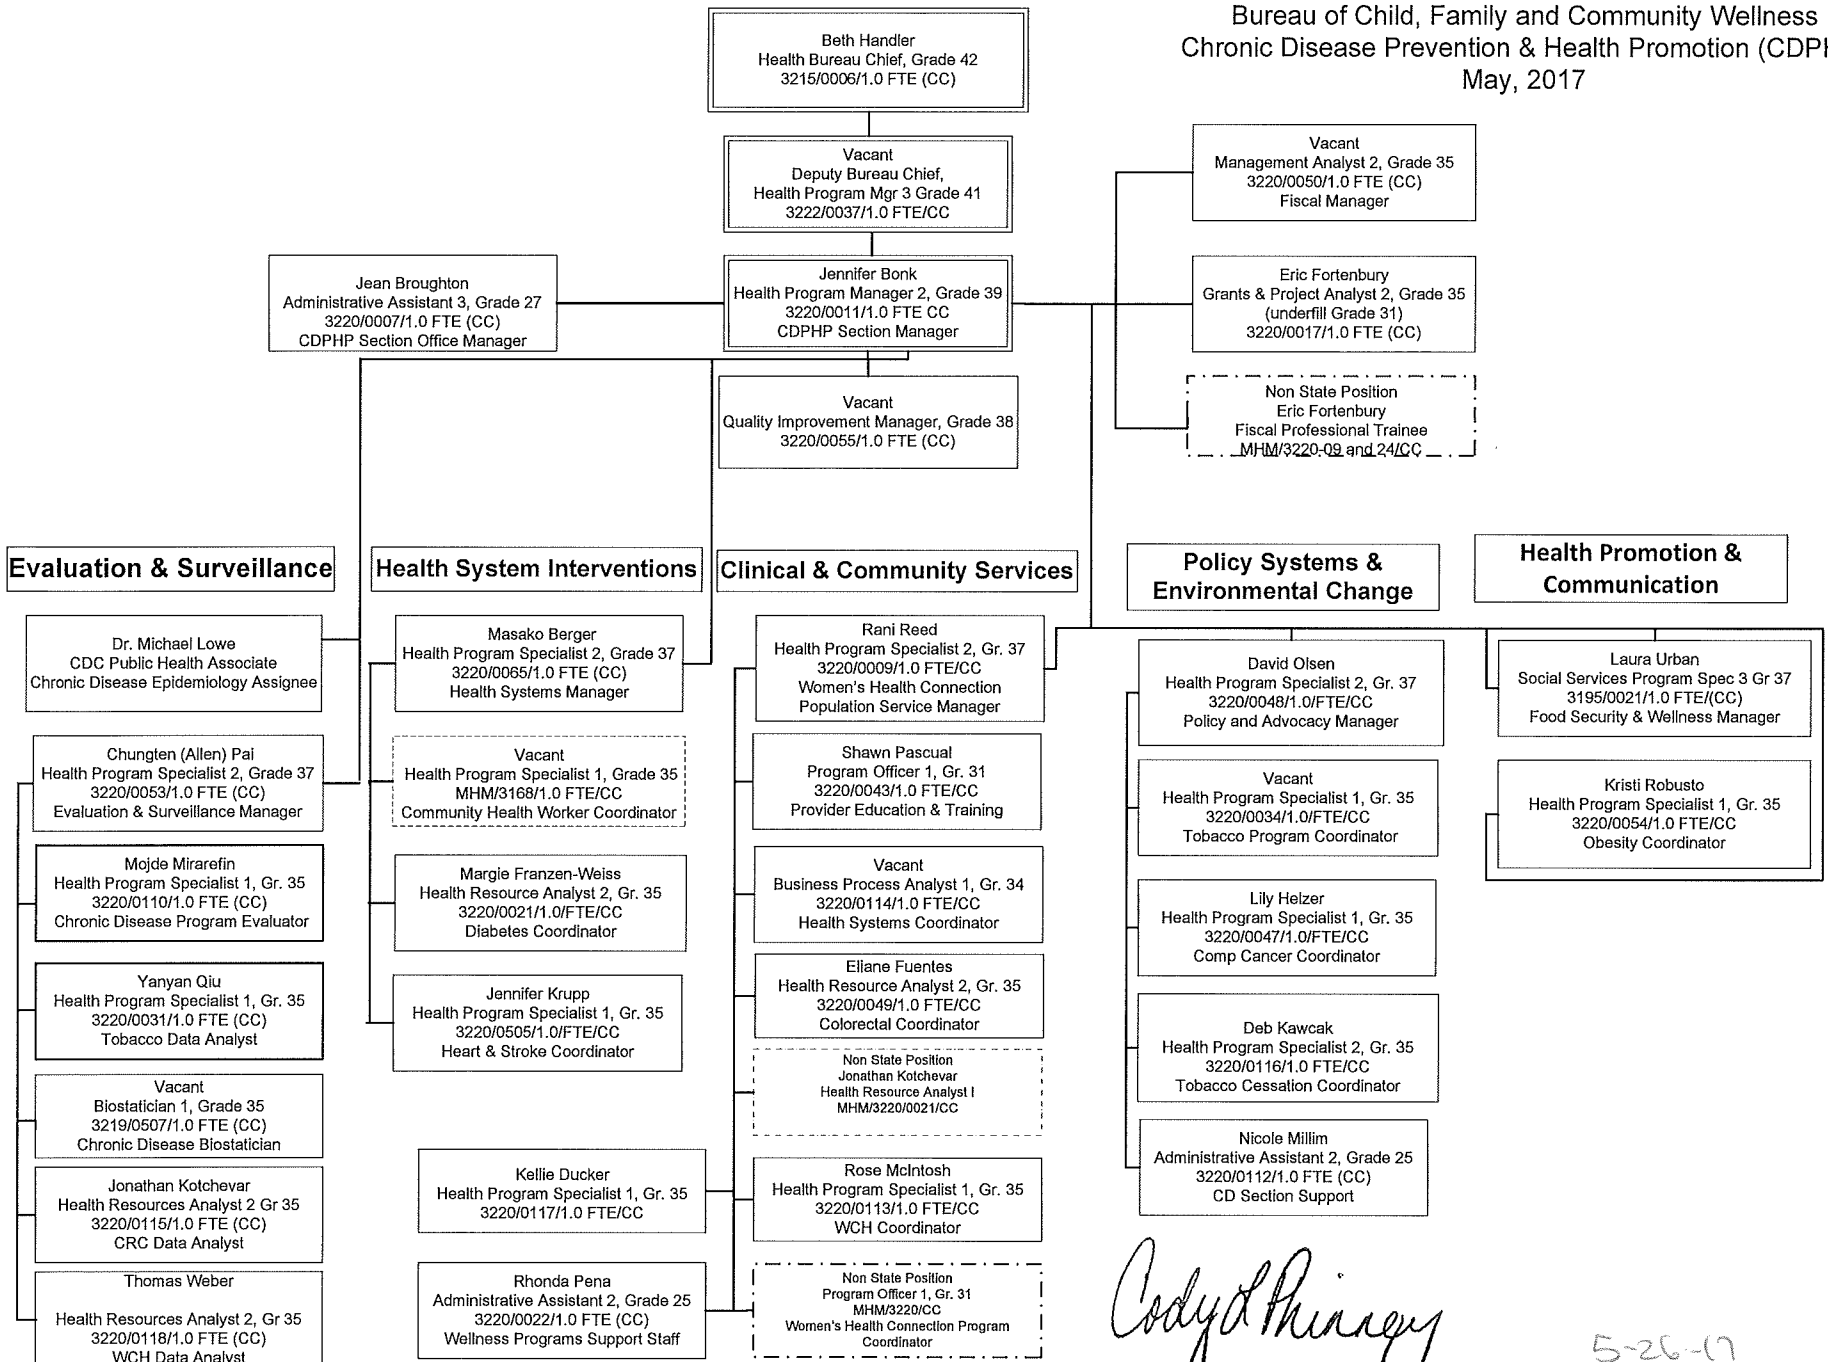 Bureau of Child, Family and Community Wellness
Chronic Disease Prevention & Health Promotion (CDPH
May, 2017
Beth Handler
Health Bureau Chief, Grade 42
3215/0006/1.0 FTE (CC)
Vacant
Deputy Bureau Chief,
Health Program Mgr 3 Grade 41
3222/0037/1.0 FTE/CC
Jean Broughton
Administrative Assistant 3, Grade 27
3220/0007/1.0 FTE (CC)
CDPHP Section Office Manager
Jennifer Bonk
Health Program Manager 2, Grade 39
3220/0011/1.0 FTE CC
CDPHP Section Manager
Vacant
Quality Improvement Manager, Grade 38
3220/0055/1.0 FTE (CC)
Vacant
Management Analyst 2, Grade 35
3220/0050/1.0 FTE (CC)
Fiscal Manager
Eric Fortenbury
Grants & Project Analyst 2, Grade 35
(underfill Grade 31)
3220/0017/1.0 FTE (CC)
Non State Position
Eric Fortenbury
Fiscal Professional Trainee
MHM/3220-09 and 24/CC
Evaluation & Surveillance
Dr. Michael Lowe
CDC Public Health Associate
Chronic Disease Epidemiology Assignee
Chungten (Allen) Pai
Health Program Specialist 2, Grade 37
3220/0053/1.0 FTE (CC)
Evaluation & Surveillance Manager
Mojde Mirarefin
Health Program Specialist 1, Gr. 35
3220/0110/1.0 FTE (CC)
Chronic Disease Program Evaluator
Yanyan Qiu
Health Program Specialist 1, Gr. 35
3220/0031/1.0 FTE (CC)
Tobacco Data Analyst
Vacant
Biostatician 1, Grade 35
3219/0507/1.0 FTE (CC)
Chronic Disease Biostatician
Jonathan Kotchevar
Health Resources Analyst 2 Gr 35
3220/0115/1.0 FTE (CC)
CRC Data Analyst
Thomas Weber
Health Resources Analyst 2, Gr 35
3220/0118/1.0 FTE (CC)
WCH Data Analyst
Health System Interventions
Masako Berger
Health Program Specialist 2, Grade 37
3220/0065/1.0 FTE (CC)
Health Systems Manager
Vacant
Health Program Specialist 1, Grade 35
MHM/3168/1.0 FTE/CC
Community Health Worker Coordinator
Margie Franzen-Weiss
Health Resource Analyst 2, Gr. 35
3220/0021/1.0/FTE/CC
Diabetes Coordinator
Jennifer Krupp
Health Program Specialist 1, Gr. 35
3220/0505/1.0/FTE/CC
Heart & Stroke Coordinator
Kellie Ducker
Health Program Specialist 1, Gr. 35
3220/0117/1.0 FTE/CC
Rhonda Pena
Administrative Assistant 2, Grade 25
3220/0022/1.0 FTE (CC)
Wellness Programs Support Staff
Clinical & Community Services
Rani Reed
Health Program Specialist 2, Gr. 37
3220/0009/1.0 FTE/CC
Women's Health Connection
Population Service Manager
Shawn Pascual
Program Officer 1, Gr. 31
3220/0043/1.0 FTE/CC
Provider Education & Training
Vacant
Business Process Analyst 1, Gr. 34
3220/0114/1.0 FTE/CC
Health Systems Coordinator
Eliane Fuentes
Health Resource Analyst 2, Gr. 35
3220/0049/1.0 FTE/CC
Colorectal Coordinator
Non State Position
Jonathan Kotchevar
Health Resource Analyst I
MHM/3220/0021/CC
Rose McIntosh
Health Program Specialist 1, Gr. 35
3220/0113/1.0 FTE/CC
WCH Coordinator
Non State Position
Program Officer 1, Gr. 31
MHM/3220/CC
Women's Health Connection Program
Coordinator
Policy Systems &
Environmental Change
David Olsen
Health Program Specialist 2, Gr. 37
3220/0048/1.0/FTE/CC
Policy and Advocacy Manager
Vacant
Health Program Specialist 1, Gr. 35
3220/0034/1.0/FTE/CC
Tobacco Program Coordinator
Lily Helzer
Health Program Specialist 1, Gr. 35
3220/0047/1.0/FTE/CC
Comp Cancer Coordinator
Deb Kawcak
Health Program Specialist 2, Gr. 35
3220/0116/1.0 FTE/CC
Tobacco Cessation Coordinator
Nicole Millim
Administrative Assistant 2, Grade 25
3220/0112/1.0 FTE (CC)
CD Section Support
Health Promotion &
Communication
Laura Urban
Social Services Program Spec 3 Gr 37
3195/0021/1.0 FTE/(CC)
Food Security & Wellness Manager
Kristi Robusto
Health Program Specialist 1, Gr. 35
3220/0054/1.0 FTE/CC
Obesity Coordinator
Cody L Phinney
5-26-17